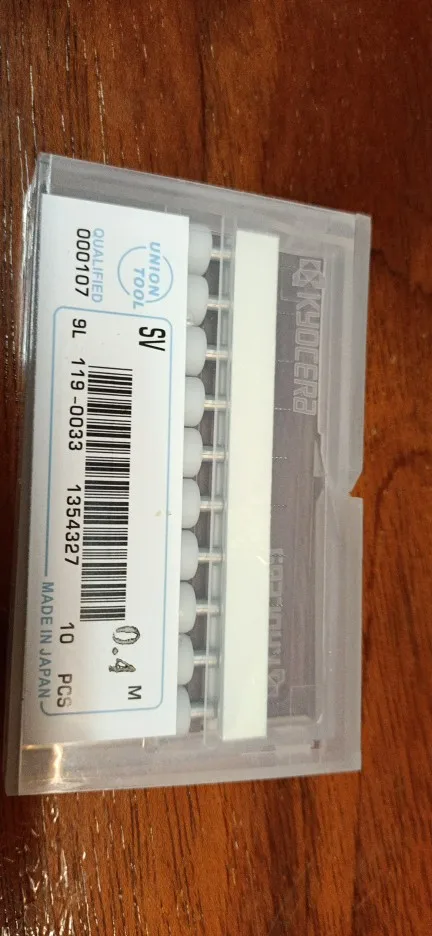 UNION
TOOL
SV
0.4 M
QUALIFIED
000107 9L 119-0033 1354327 10 PCS
MADE IN JAPAN
KYOCERA